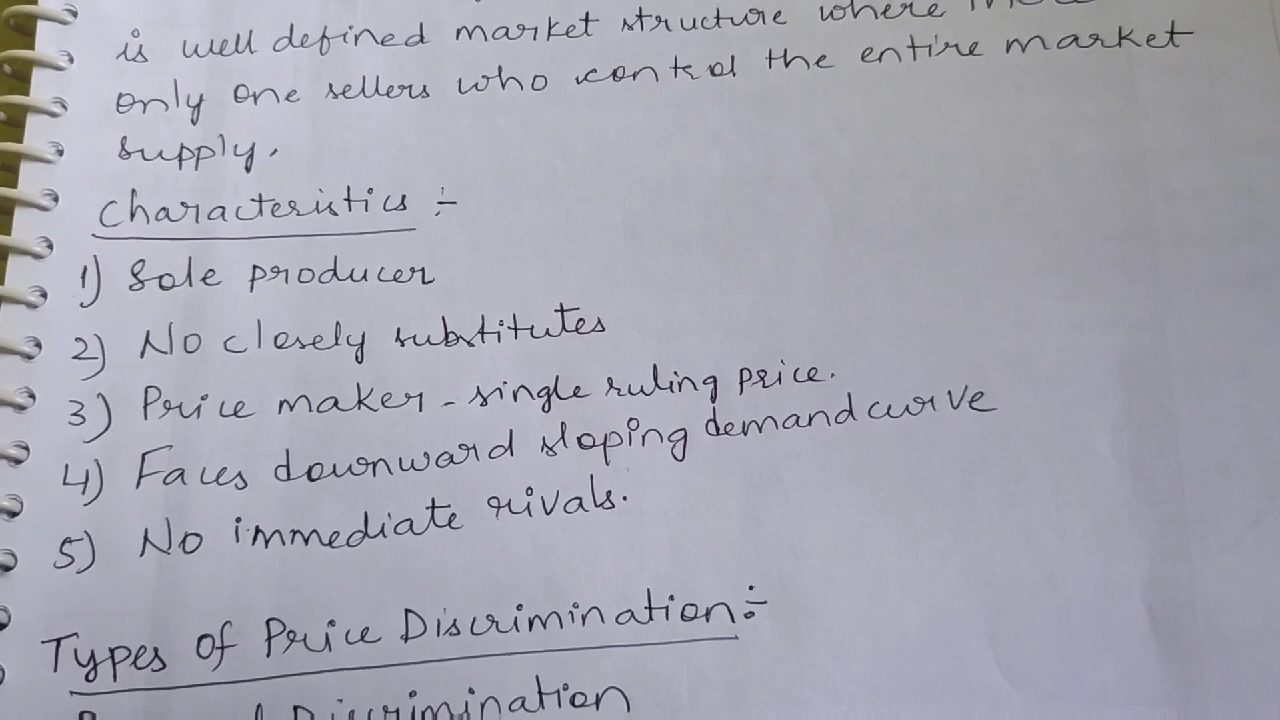 is well defined market structure where
only one sellers who control the entire market
supply.
Characteristics :-
1) Sole producer
2) No closely substitutes
3) Price maker - single ruling price.
4) Faces downward sloping demand curve
5) No immediate rivals.
Types of Price Discrimination :-
Discrimination